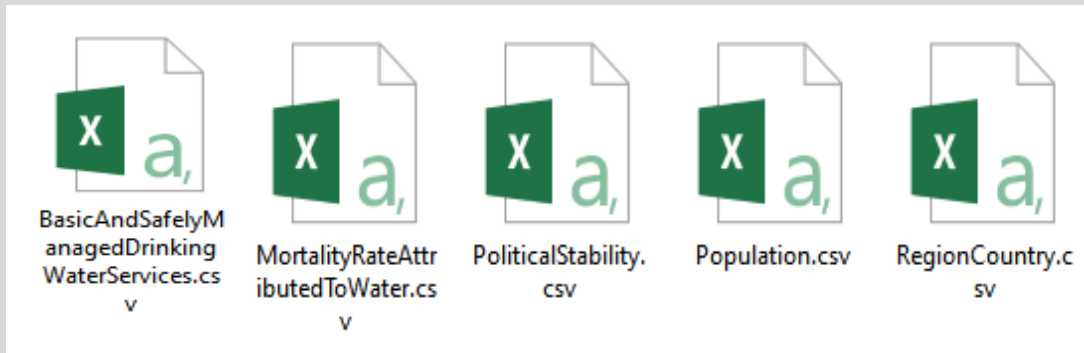 X a,
X a,
X a,
X a,
X a,
BasicAndSafelyM
anagedDrinking
WaterServices.cs
v
MortalityRateAttr
ibutedToWater.cs
v
PoliticalStability.
csv
Population.csv
RegionCountry.c
sv